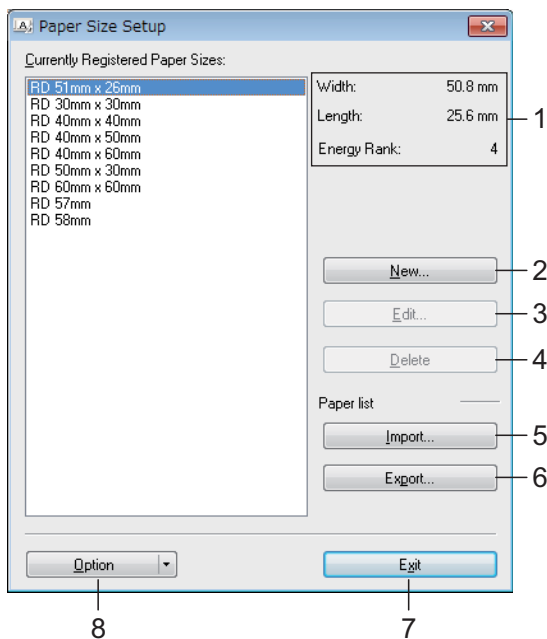 Paper Size Setup
Currently Registered Paper Sizes:
RD 51mm x 26mm
RD 30mm x 30mm
RD 40mm x 40mm
RD 40mm x 50mm
RD 40mm x 60mm
RD 50mm x 30mm
RD 60mm x 60mm
RD 57mm
RD 58mm
Width: 50.8 mm
Length: 25.6 mm
Energy Rank: 4
1
New... 2
Edit... 3
Delete 4
Paper list
Import... 5
Export... 6
Option Exit
8 7